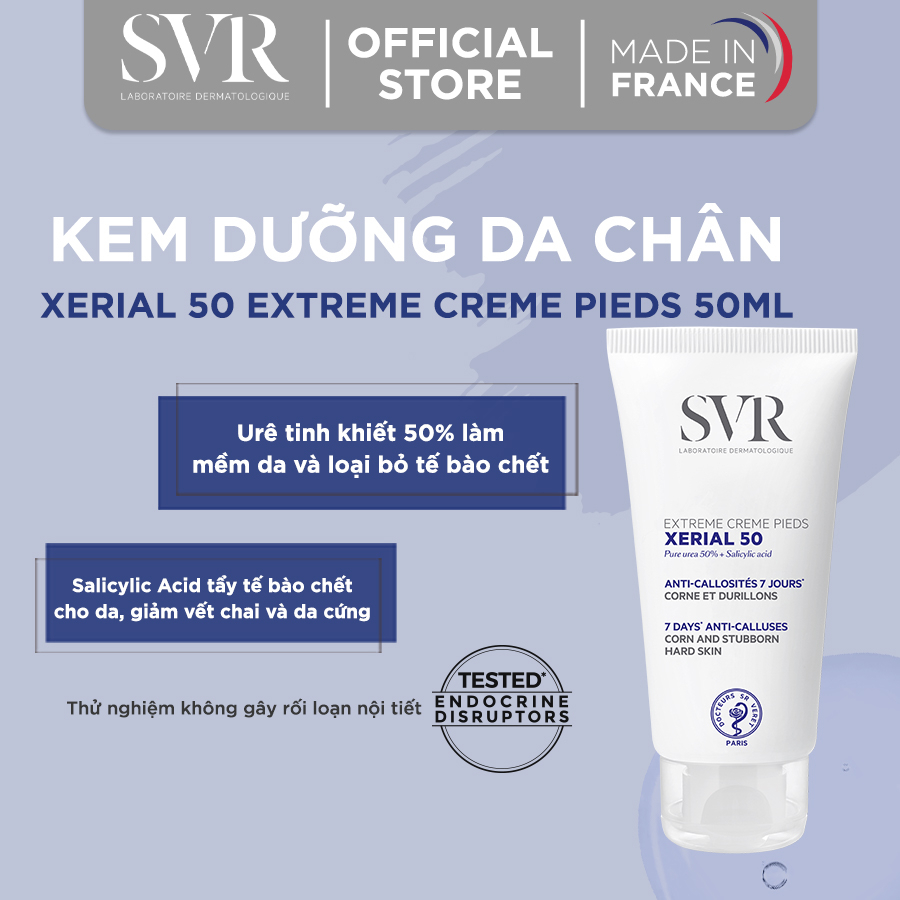 SVR
LABORATOIRE DERMATOLOGIQUE
OFFICIAL
STORE
MADE IN
FRANCE
KEM DƯỠNG DA CHÂN
XERIAL 50 EXTREME CREME PIEDS 50ML
Urê tinh khiết 50% làm
mềm da và loại bỏ tế bào chết
Salicylic Acid tẩy tế bào chết
cho da, giảm vết chai và da cứng
Thử nghiệm không gây rối loạn nội tiết
TESTED*
ENDOCRINE
DISRUPTORS
SVR
LABORATOIRE DERMATOLOGIQUE
EXTREME CREME PIEDS
XERIAL 50
Pure urea 50% + Salicylic acid
ANTI-CALLOSITÉS 7 JOURS*
CORNE ET DURILLONS
7 DAYS* ANTI-CALLUSES
CORN AND STUBBORN
HARD SKIN
DOCTEURS SR VERET
PARIS